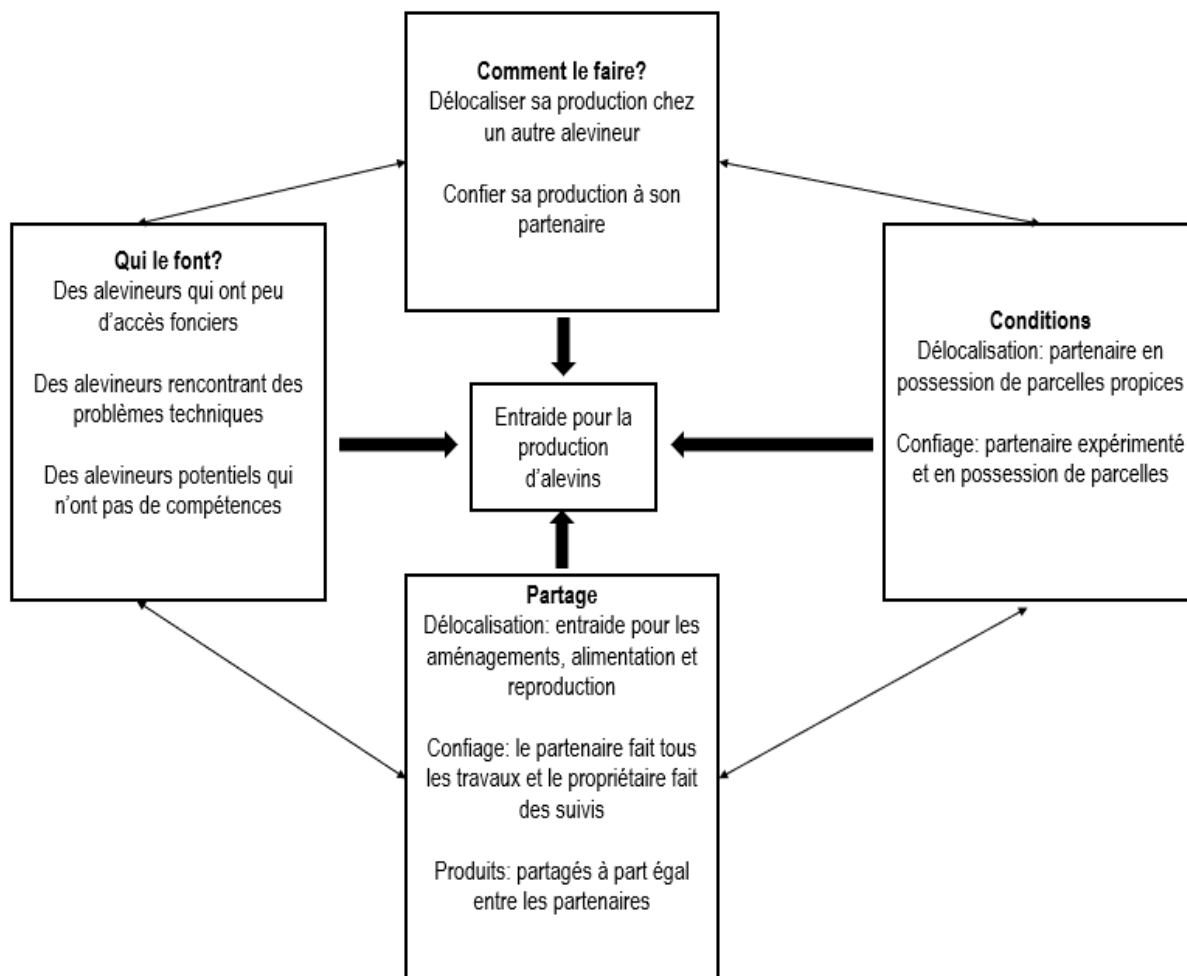 Comment le faire?
Délocaliser sa production chez
un autre alevineur
Confier sa production à son
partenaire
Qui le font?
Des alevineurs qui ont peu
d'accès fonciers
Des alevineurs rencontrant des
problèmes techniques
Des alevineurs potentiels qui
n'ont pas de compétences
Entraide pour la
production
d'alevins
Conditions
Délocalisation: partenaire en
possession de parcelles propices
Confiage: partenaire expérimenté
et en possession de parcelles
Partage
Délocalisation: entraide pour les
aménagements, alimentation et
reproduction
Confiage: le partenaire fait tous
les travaux et le propriétaire fait
des suivis
Produits: partagés à part égal
entre les partenaires